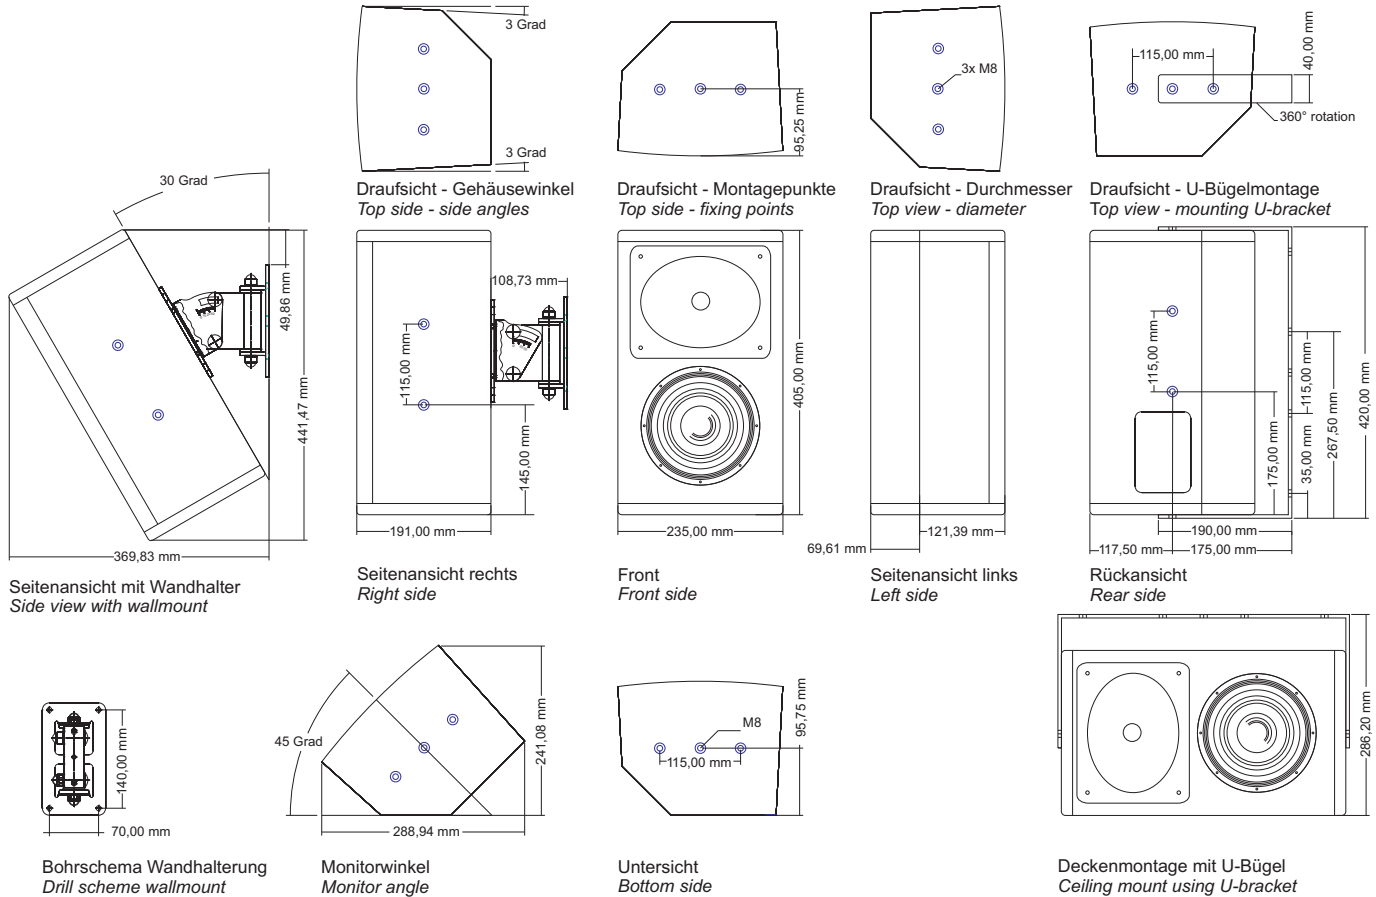 3 Grad
3 Grad
Draufsicht - Gehäusewinkel
Top side - side angles
95,25 mm
Draufsicht - Montagepunkte
Top side - fixing points
3x M8
Draufsicht - Durchmesser
Top view - diameter
115,00 mm
40,00 mm
360° rotation
Draufsicht - U-Bügelmontage
Top view - mounting U-bracket
30 Grad
49,86 mm
441,47 mm
369,83 mm
Seitenansicht mit Wandhalter
Side view with wallmount
108,73 mm
115,00 mm
145,00 mm
191,00 mm
Seitenansicht rechts
Right side
405,00 mm
235,00 mm
Front
Front side
69,61 mm
121,39 mm
Seitenansicht links
Left side
115,00 mm
175,00 mm
115,00 mm
35,00 mm
267,50 mm
420,00 mm
190,00 mm
117,50 mm
175,00 mm
Rückansicht
Rear side
140,00 mm
70,00 mm
Bohrschema Wandhalterung
Drill scheme wallmount
45 Grad
241,08 mm
288,94 mm
Monitorwinkel
Monitor angle
M8
115,00 mm
95,75 mm
Untersicht
Bottom side
286,20 mm
Deckenmontage mit U-Bügel
Ceiling mount using U-bracket